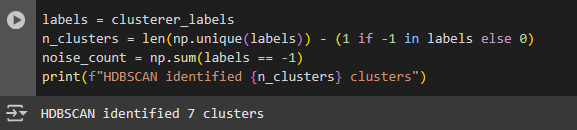 labels = clusterer_labels
n_clusters = len(np.unique(labels)) - (1 if -1 in labels else 0)
noise_count = np.sum(labels == -1)
print(f"HDBSCAN identified {n_clusters} clusters")
HDBSCAN identified 7 clusters